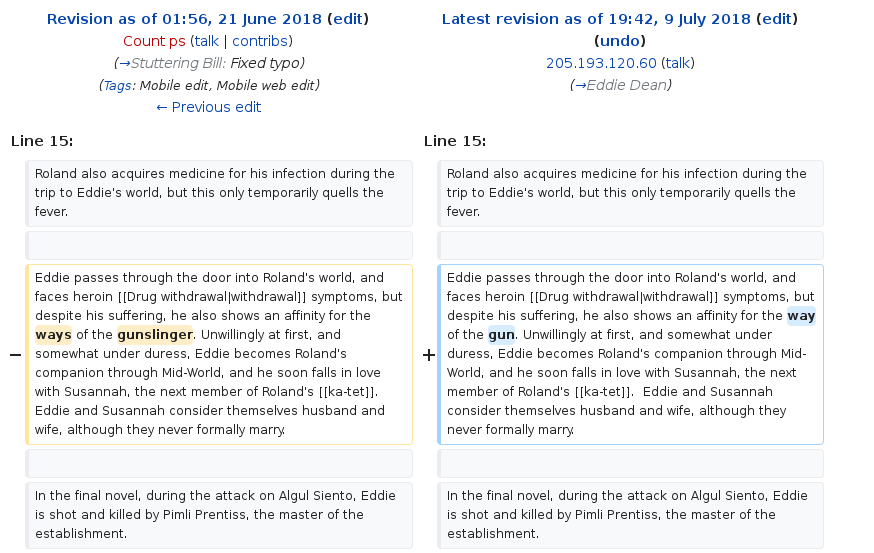 Revision as of 01:56, 21 June 2018 (edit)
Count ps (talk | contribs)
(→Stuttering Bill: Fixed typo)
(Tags: Mobile edit, Mobile web edit)
← Previous edit
Latest revision as of 19:42, 9 July 2018 (edit)
(undo)
205.193.120.60 (talk)
(→Eddie Dean)
Line 15:
Line 15:
Roland also acquires medicine for his infection during the
trip to Eddie's world, but this only temporarily quells the
fever.
Roland also acquires medicine for his infection during the
trip to Eddie's world, but this only temporarily quells the
fever.
− Eddie passes through the door into Roland's world, and
faces heroin [[Drug withdrawal|withdrawal]] symptoms, but
despite his suffering, he also shows an affinity for the
ways of the gunslinger. Unwillingly at first, and
somewhat under duress, Eddie becomes Roland's
companion through Mid-World, and he soon falls in love
with Susannah, the next member of Roland's [[ka-tet]].
Eddie and Susannah consider themselves husband and
wife, although they never formally marry.
+ Eddie passes through the door into Roland's world, and
faces heroin [[Drug withdrawal|withdrawal]] symptoms, but
despite his suffering, he also shows an affinity for the way
of the gun. Unwillingly at first, and somewhat under
duress, Eddie becomes Roland's companion through Mid-
World, and he soon falls in love with Susannah, the next
member of Roland's [[ka-tet]].  Eddie and Susannah
consider themselves husband and wife, although they
never formally marry.
In the final novel, during the attack on Algul Siento, Eddie
is shot and killed by Pimli Prentiss, the master of the
establishment.
In the final novel, during the attack on Algul Siento, Eddie
is shot and killed by Pimli Prentiss, the master of the
establishment.